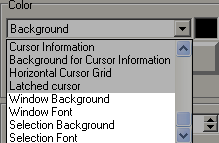 Color
Background
Cursor Information
Background for Cursor Information
Horizontal Cursor Grid
Latched cursor
Window Background
Window Font
Selection Background
Selection Font